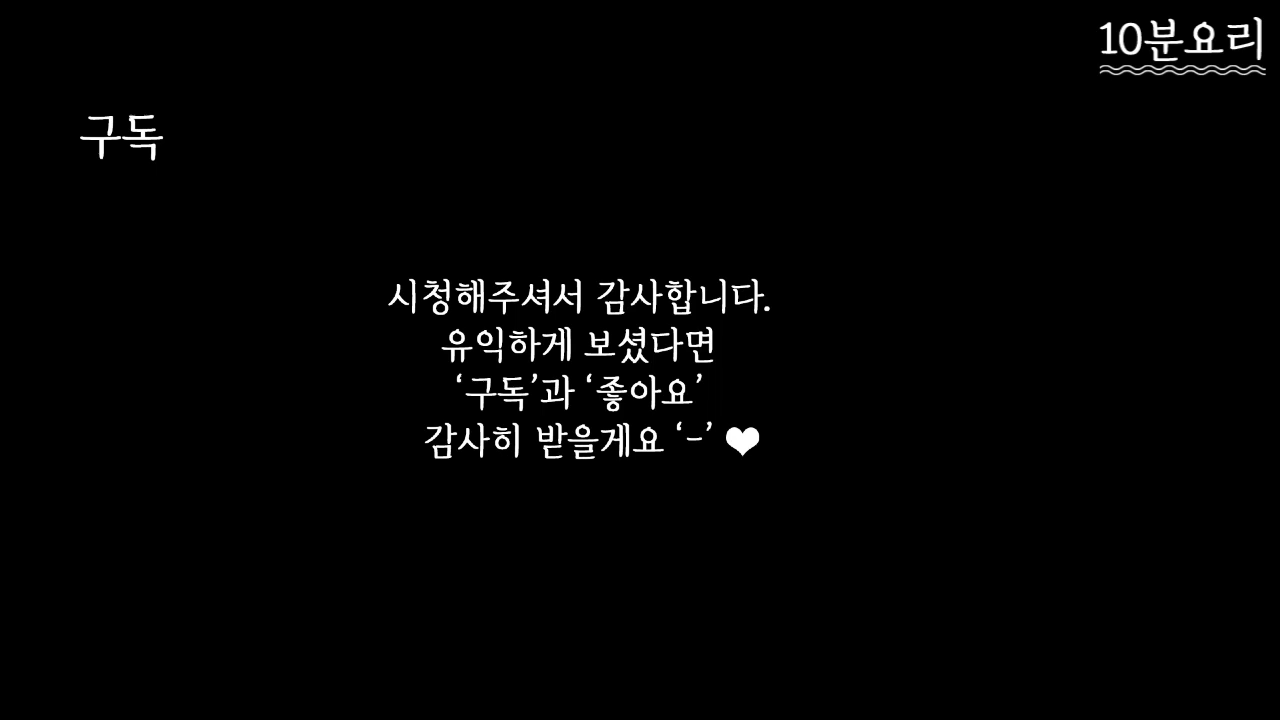 10분요리
구독
시청해주셔서 감사합니다.
유익하게 보셨다면
‘구독’과 ‘좋아요’
감사히 받을게요 ‘-’ ❤